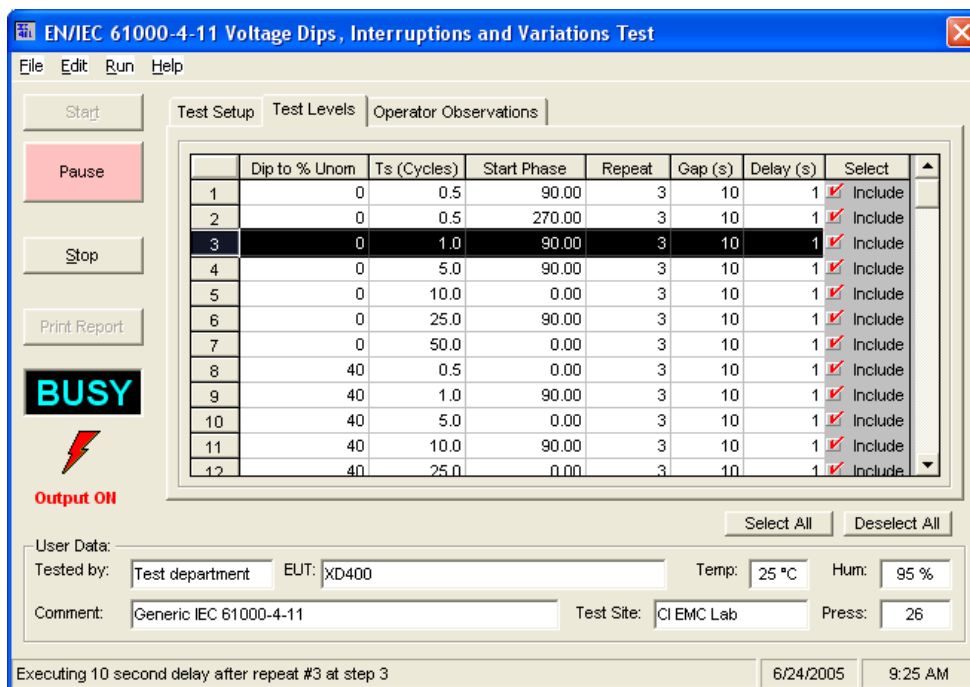 EN/IEC 61000-4-11 Voltage Dips, Interruptions and Variations Test
File Edit Run Help
Start
Pause
Stop
Print Report
BUSY
Output ON
Test Setup Test Levels Operator Observations
Dip to % Unom Ts (Cycles) Start Phase Repeat Gap (s) Delay (s) Select
1 0 0.5 90.00 3 10 1 Include
2 0 0.5 270.00 3 10 1 Include
3 0 1.0 90.00 3 10 1 Include
4 0 5.0 90.00 3 10 1 Include
5 0 10.0 0.00 3 10 1 Include
6 0 25.0 90.00 3 10 1 Include
7 0 50.0 0.00 3 10 1 Include
8 40 0.5 0.00 3 10 1 Include
9 40 1.0 90.00 3 10 1 Include
10 40 5.0 0.00 3 10 1 Include
11 40 10.0 90.00 3 10 1 Include
12 40 25.0 0.00 3 10 1 Include
Select All Deselect All
User Data:
Tested by: Test department EUT: XD400 Temp: 25 °C Hum: 95 %
Comment: Generic IEC 61000-4-11 Test Site: CI EMC Lab Press: 26
Executing 10 second delay after repeat #3 at step 3 6/24/2005 9:25 AM